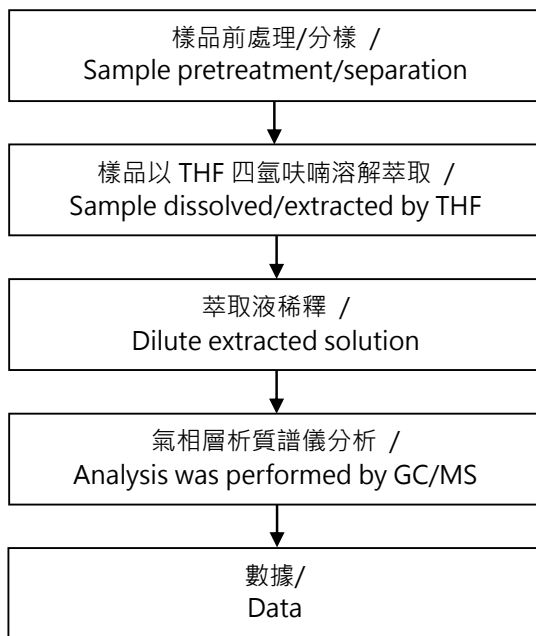 樣品前處理/分樣 /
Sample pretreatment/separation
樣品以 THF 四氫呋喃溶解萃取 /
Sample dissolved/extracted by THF
萃取液稀釋 /
Dilute extracted solution
氣相層析質譜儀分析 /
Analysis was performed by GC/MS
數據/
Data